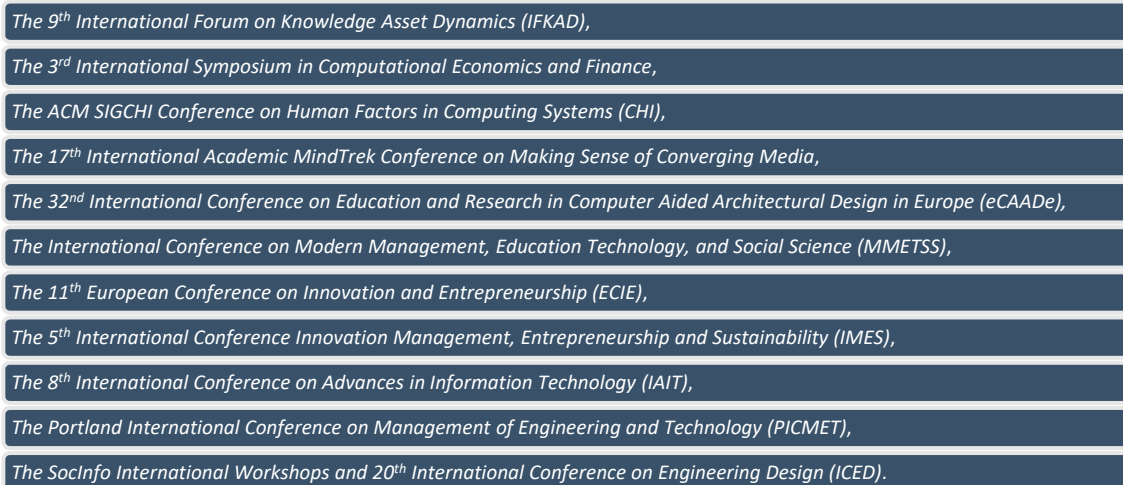 The 9th International Forum on Knowledge Asset Dynamics (IFKAD),
The 3rd International Symposium in Computational Economics and Finance,
The ACM SIGCHI Conference on Human Factors in Computing Systems (CHI),
The 17th International Academic MindTrek Conference on Making Sense of Converging Media,
The 32nd International Conference on Education and Research in Computer Aided Architectural Design in Europe (eCAADe),
The International Conference on Modern Management, Education Technology, and Social Science (MMETSS),
The 11th European Conference on Innovation and Entrepreneurship (ECIE),
The 5th International Conference Innovation Management, Entrepreneurship and Sustainability (IMES),
The 8th International Conference on Advances in Information Technology (IAIT),
The Portland International Conference on Management of Engineering and Technology (PICMET),
The SocInfo International Workshops and 20th International Conference on Engineering Design (ICED).